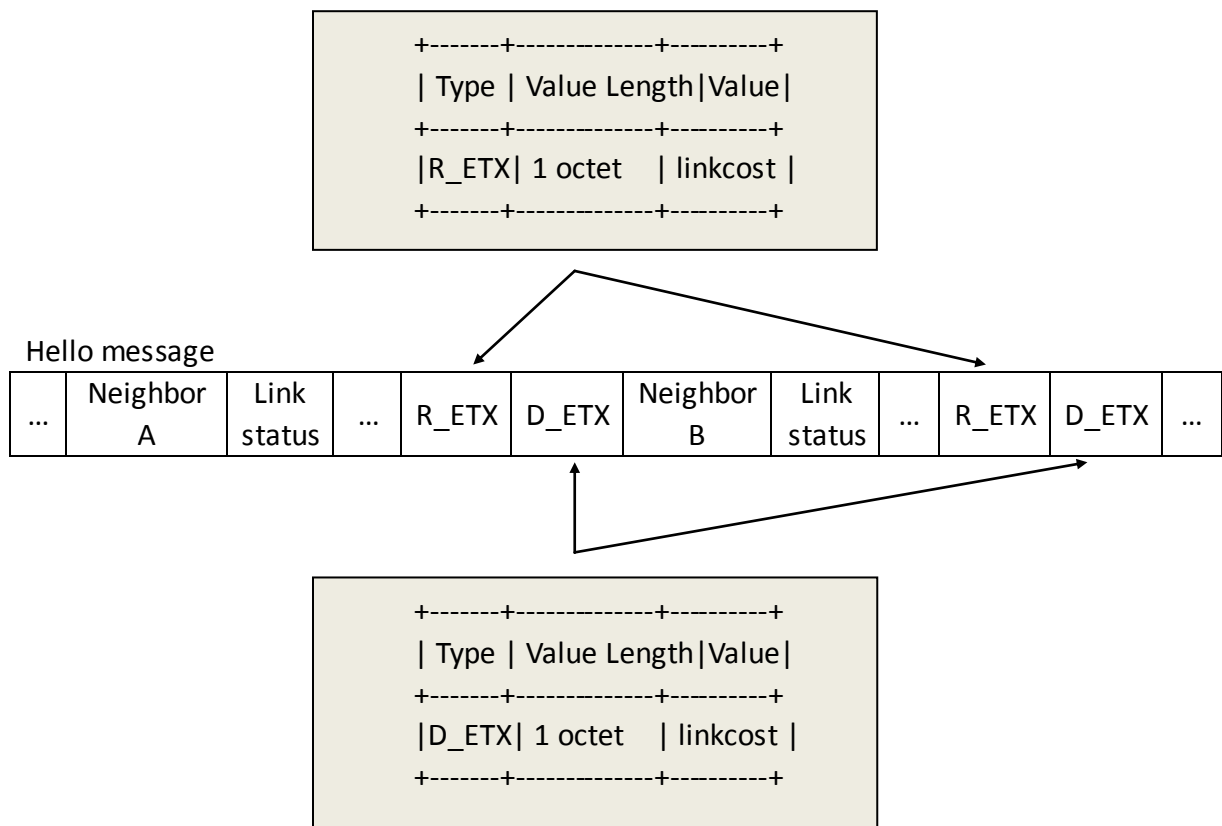 +-------+--------------+----------+
| Type | Value Length|Value|
+-------+--------------+----------+
|R_ETX| 1 octet | linkcost |
+-------+--------------+----------+
Hello message
... Neighbor A Link status ... R_ETX D_ETX Neighbor B Link status ... R_ETX D_ETX ...
+-------+--------------+----------+
| Type | Value Length|Value|
+-------+--------------+----------+
|D_ETX| 1 octet | linkcost |
+-------+--------------+----------+